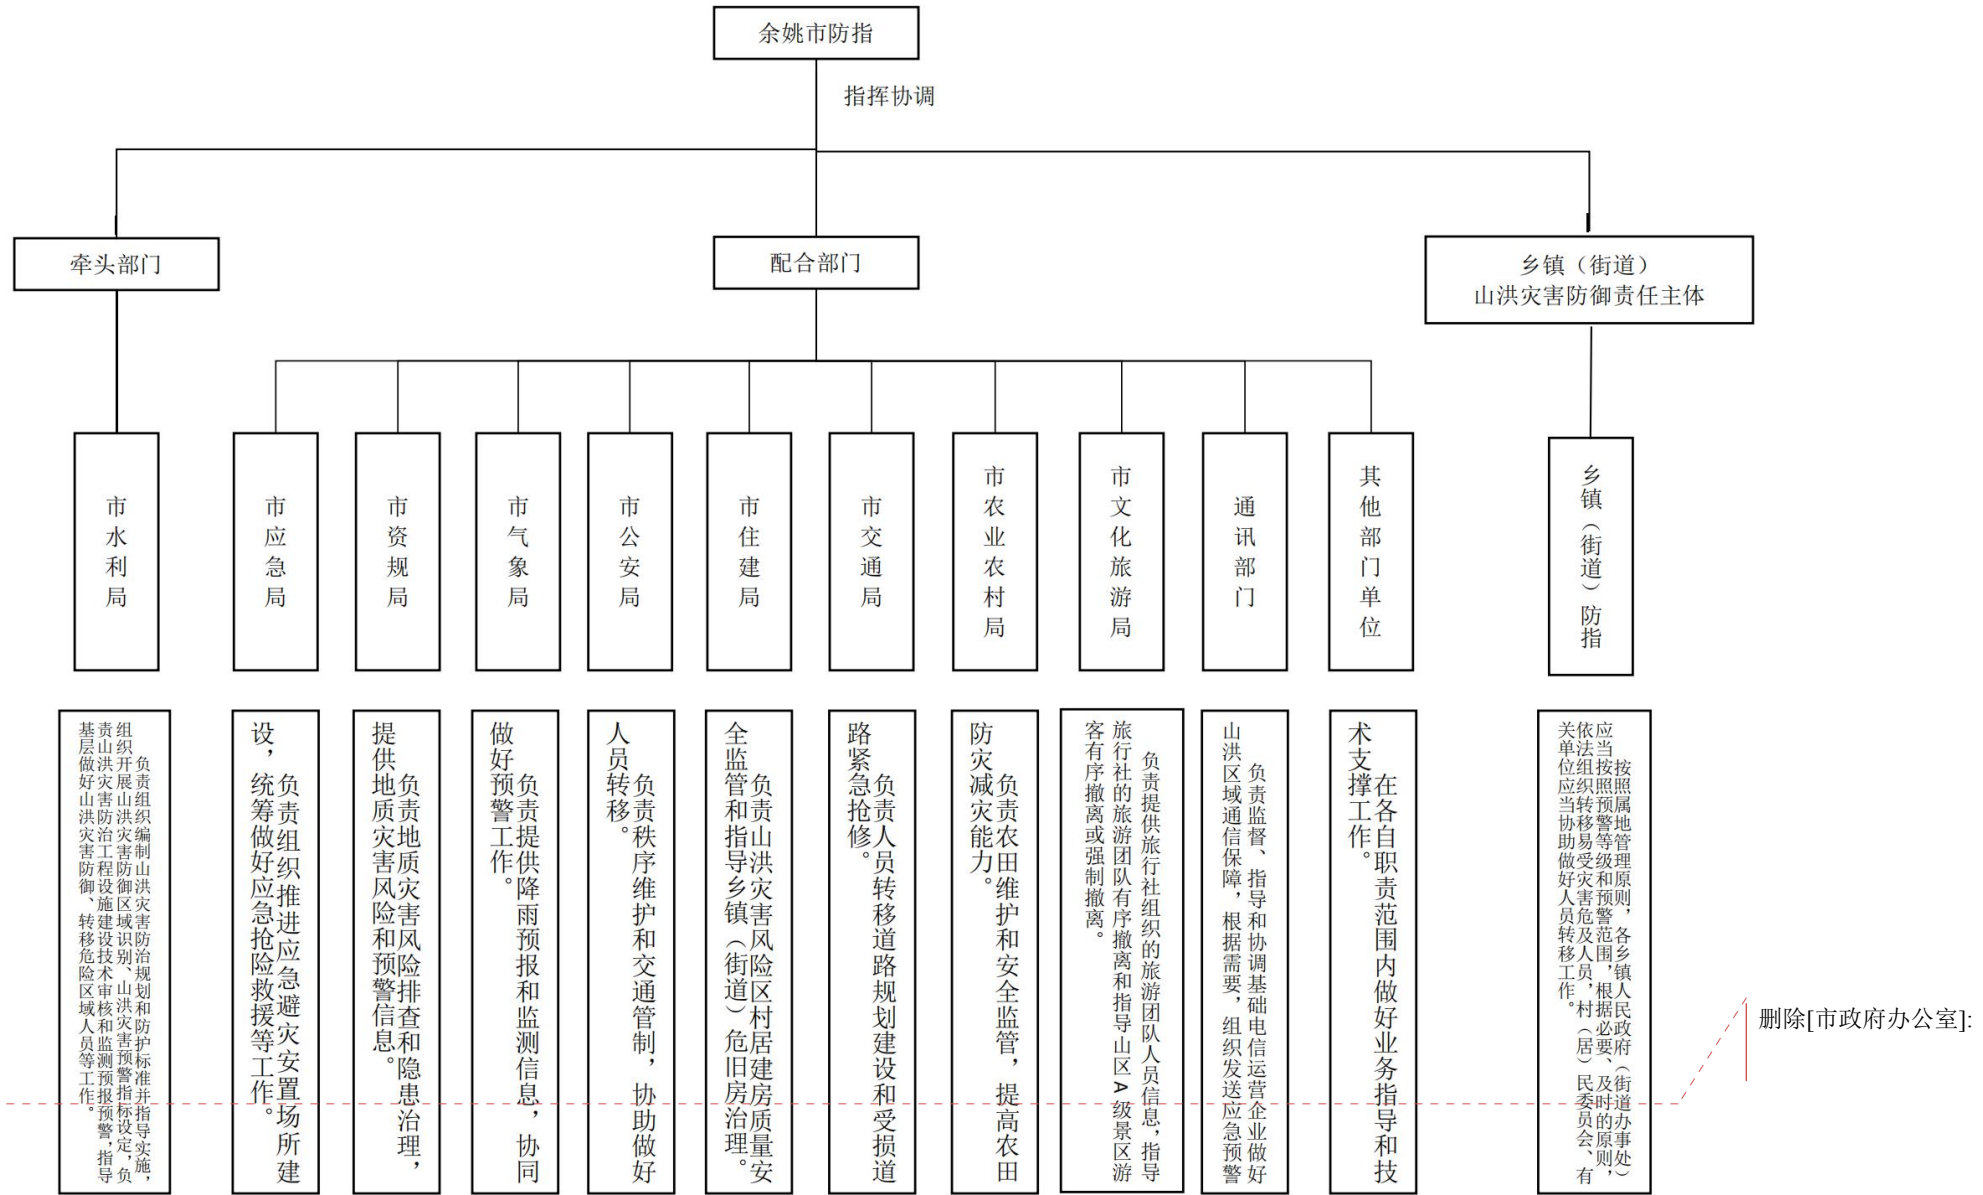 余姚市防指
指挥协调
牵头部门
配合部门
乡镇（街道）
山洪灾害防御责任主体
市水利局
市应急局
市资规局
市气象局
市公安局
市住建局
市交通局
市农业农村局
市文化旅游局
通讯部门
其他部门单位
乡镇（街道）防指
负责组织编制山洪灾害防治规划和防护标准并指导实施，
组织开展山洪灾害防御区域识别、山洪灾害预警指标设定，负
责山洪灾害防治工程设施建设技术审核和监测预报预警，指导
基层做好山洪灾害防御、转移危险区域人员等工作。
负责组织推进应急避灾安置场所建
设，统筹做好应急抢险救援等工作。
负责地质灾害风险排查和隐患治理，
提供地质灾害风险和预警信息。
负责提供降雨预报和监测信息，协同
做好预警工作。
负责秩序维护和交通管制，协助做好
人员转移。
负责山洪灾害风险区村居建房质量安
全监管和指导乡镇（街道）危旧房治理。
负责人员转移道路规划建设和受损道
路紧急抢修。
负责农田维护和安全监管，提高农田
防灾减灾能力。
负责提供旅行社组织的旅游团队人员信息，指导
旅行社的旅游团队有序撤离和指导山区A级景区游
客有序撤离或强制撤离。
负责监督、指导和协调基础电信运营企业做好
山洪区域通信保障，根据需要，组织发送应急预警
在各自职责范围内做好业务指导和技
术支撑工作。
按照属地管理原则，各乡镇人民政府（街道办事处）
应当按照预警等级和预警范围，根据必要、及时的原则，
依法组织转移易受灾害危及人员，村（居）民委员会、有
关单位应当协助做好人员转移工作。
删除[市政府办公室]: